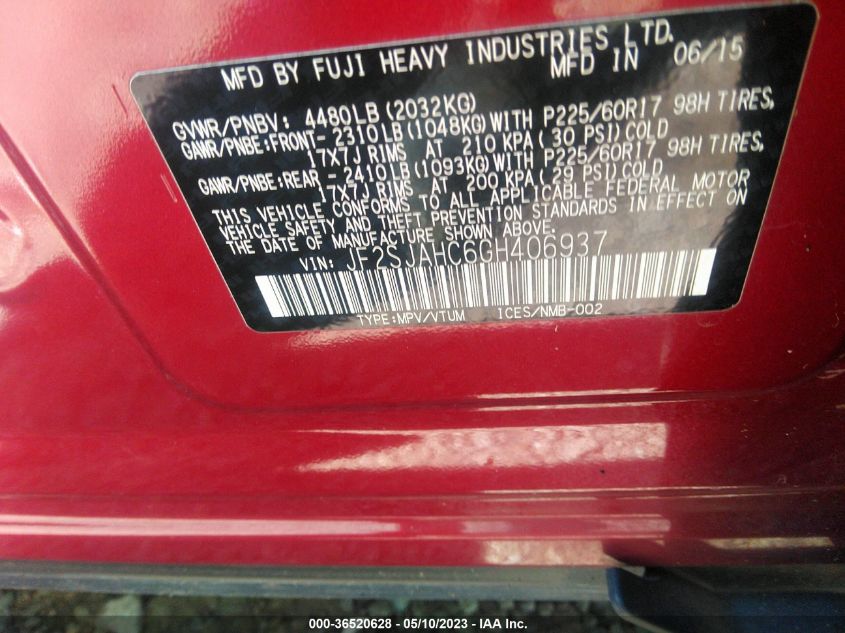 MFD BY FUJI HEAVY INDUSTRIES LTD.
MFD IN 06/15
GVWR/PNBV: 4480LB(2032KG)
GAWR/PNBE:FRONT- 2310LB(1048KG)WITH P225/60R17 98H TIRES,
17X7J RIMS AT 210 KPA( 30 PSI)COLD
GAWR/PNBE:REAR - 2410LB(1093KG)WITH P225/60R17 98H TIRES,
17X7J RIMS AT 200 KPA( 29 PSI)COLD
THIS VEHICLE CONFORMS TO ALL APPLICABLE FEDERAL MOTOR
VEHICLE SAFETY AND THEFT PREVENTION STANDARDS IN EFFECT ON
THE DATE OF MANUFACTURE SHOWN ABOVE.
VIN: JF2SJAHC6GH406937
TYPE:MPV/VTUM ICES/NMB-002
000-36520628 - 05/10/2023 - IAA Inc.